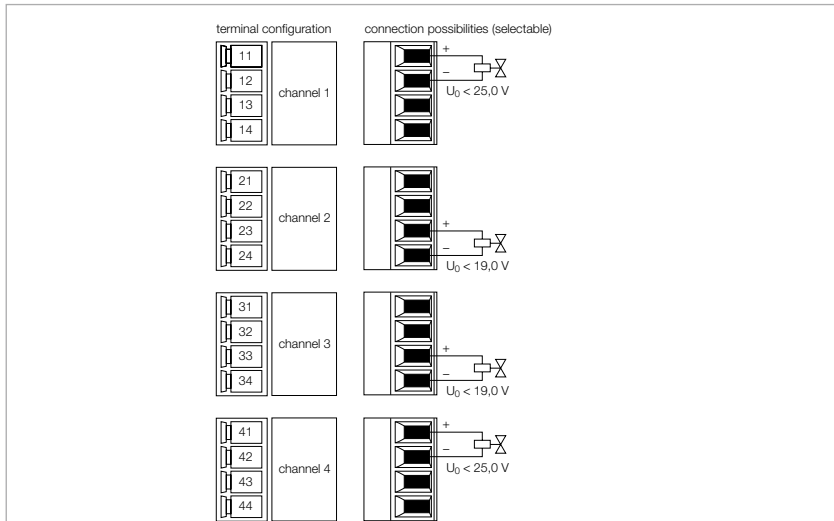 terminal configuration
connection possibilities (selectable)
11
12
13
14
channel 1
+
–
U₀ < 25,0 V
21
22
23
24
channel 2
+
–
U₀ < 19,0 V
31
32
33
34
channel 3
+
–
U₀ < 19,0 V
41
42
43
44
channel 4
+
–
U₀ < 25,0 V